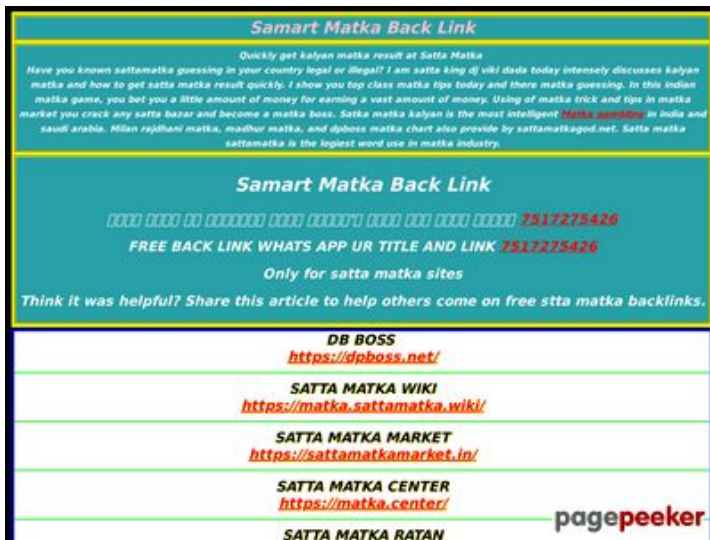 Samart Matka Back Link
Quickly get kalyan matka result at Satta Matka
Have you known sattamatka guessing in your country legal or illegal? I am satta king dj viki dada today intensely discusses kalyan
matka and how to get satta matka result quickly. I show you top class matka tips today and there matka guessing. In this indian
matka game, you bet you a little amount of money for earning a vast amount of money. Using of matka trick and tips in matka
market you crack any satta bazar and become a matka boss. Satta matka kalyan is the most intelligent Matka gambling in india and
saudi arabia. Milan rajdhani matka, madhur matka, and dpboss matka chart also provide by sattamatkagod.net. Satta matka
sattamatka is the logiest word use in matka industry.
Samart Matka Back Link
7517275426
FREE BACK LINK WHATS APP UR TITLE AND LINK 7517275426
Only for satta matka sites
Think it was helpful? Share this article to help others come on free stta matka backlinks.
DB BOSS
https://dpboss.net/
SATTA MATKA WIKI
https://matka.sattamatka.wiki/
SATTA MATKA MARKET
https://sattamatkamarket.in/
SATTA MATKA CENTER
https://matka.center/
SATTA MATKA RATAN
pagepeeker